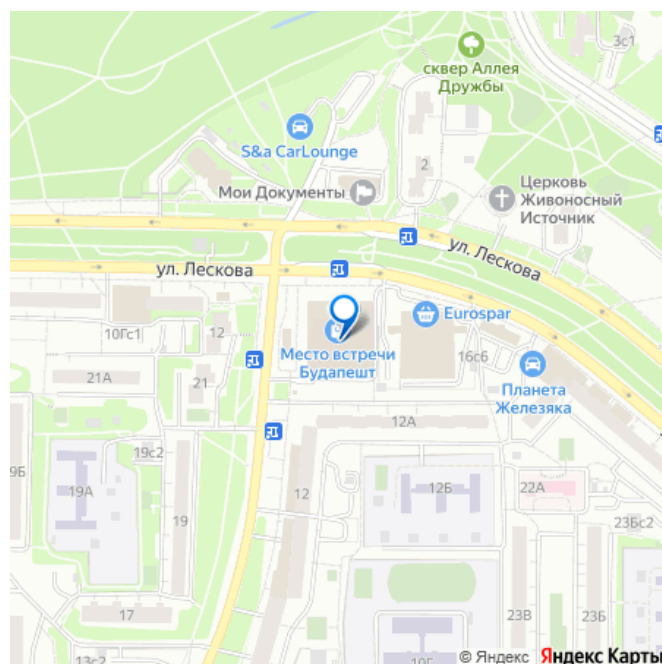 3с1
сквер Аллея
Дружбы
S&a CarLounge
2
Мои Документы
Церковь
Живоносный
Источник
ул. Лескова
ул. Лескова
Eurospar
10Гс1
12
Место встречи
Будапешт
16с6
21А
21
Планета
Железяка
12А
19с2
19Б
19А
19
12
12Б
22А
23Бс2
17
23В
23Б
13с2
© Яндекс Яндекс Карты